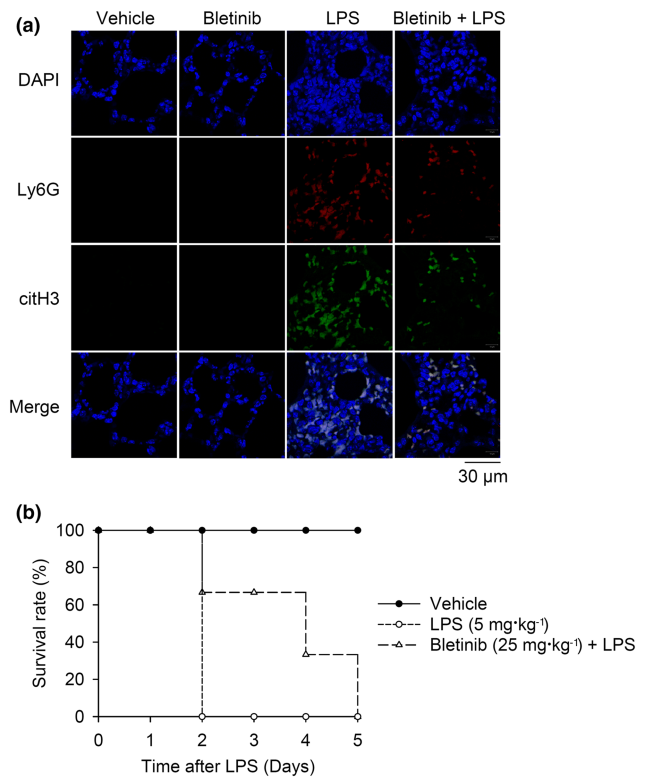 (a)
Vehicle Bletinib LPS Bletinib + LPS
DAPI
Ly6G
citH3
Merge
30 µm
(b)
100
80
60
40
20
0
Survival rate (%)
0 1 2 3 4 5
Time after LPS (Days)
Vehicle
LPS (5 mg•kg⁻¹)
Bletinib (25 mg•kg⁻¹) + LPS